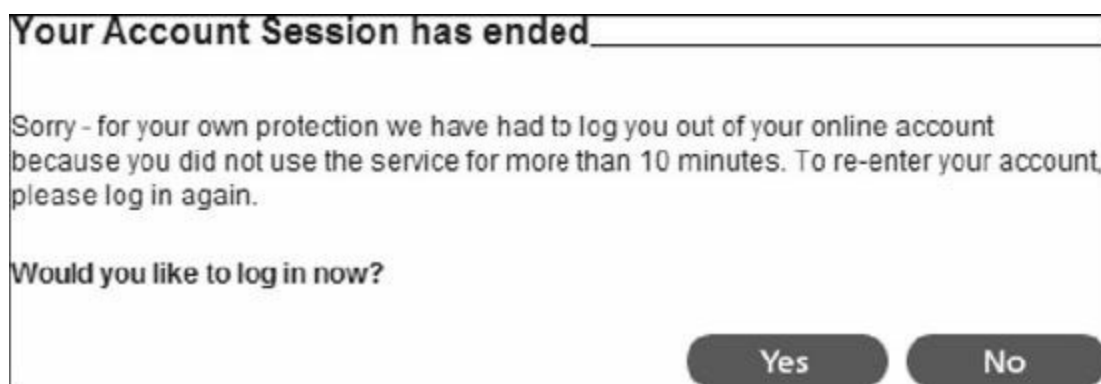 Your Account Session has ended
Sorry - for your own protection we have had to log you out of your online account
because you did not use the service for more than 10 minutes. To re-enter your account,
please log in again.
Would you like to log in now?
Yes No